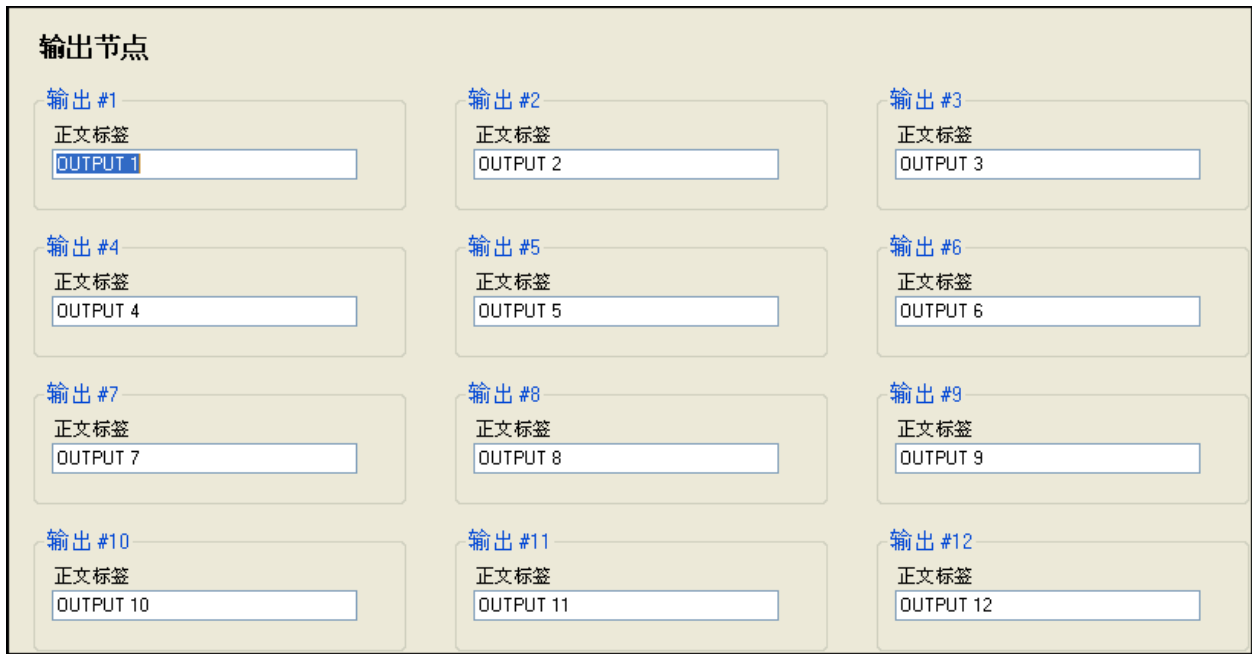 输出节点
输出 #1
正文标签
OUTPUT 1
输出 #2
正文标签
OUTPUT 2
输出 #3
正文标签
OUTPUT 3
输出 #4
正文标签
OUTPUT 4
输出 #5
正文标签
OUTPUT 5
输出 #6
正文标签
OUTPUT 6
输出 #7
正文标签
OUTPUT 7
输出 #8
正文标签
OUTPUT 8
输出 #9
正文标签
OUTPUT 9
输出 #10
正文标签
OUTPUT 10
输出 #11
正文标签
OUTPUT 11
输出 #12
正文标签
OUTPUT 12